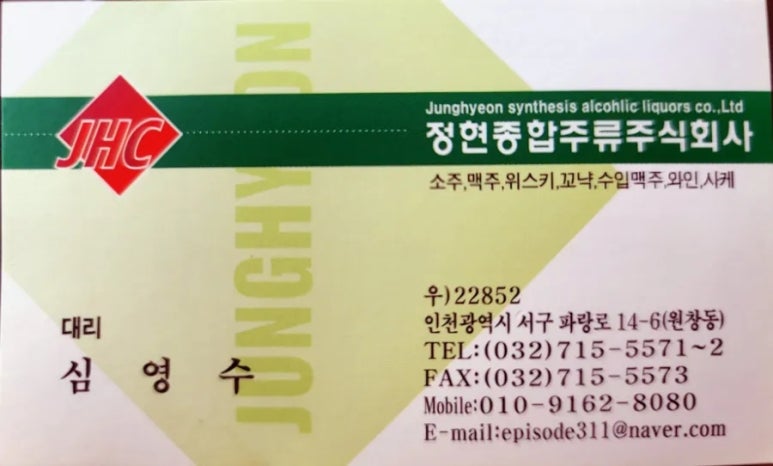 JUNGHYEON
JHC
Junghyeon synthesis alcohlic liquors co.,Ltd
정현종합주류주식회사
소주,맥주,위스키,꼬냑,수입맥주,와인,사케
대리
심 영 수
우)22852
인천광역시 서구 파랑로 14-6(원창동)
TEL:(032)715-5571~2
FAX:(032)715-5573
Mobile:010-9162-8080
E-mail:episode311@naver.com